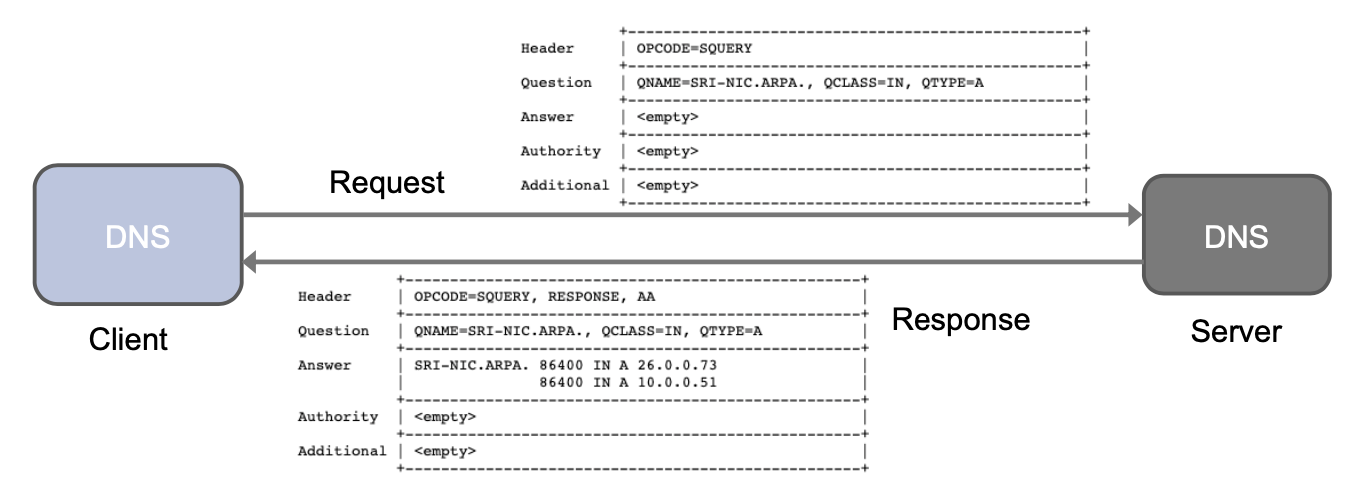 Header | OPCODE=SQUERY |
Question | QNAME=SRI-NIC.ARPA., QCLASS=IN, QTYPE=A |
Answer | <empty> |
Authority | <empty> |
Additional | <empty> |
Request
DNS
Client
DNS
Server
Response
Header | OPCODE=SQUERY, RESPONSE, AA |
Question | QNAME=SRI-NIC.ARPA., QCLASS=IN, QTYPE=A |
Answer | SRI-NIC.ARPA. 86400 IN A 26.0.0.73 |
| 86400 IN A 10.0.0.51 |
Authority | <empty> |
Additional | <empty> |